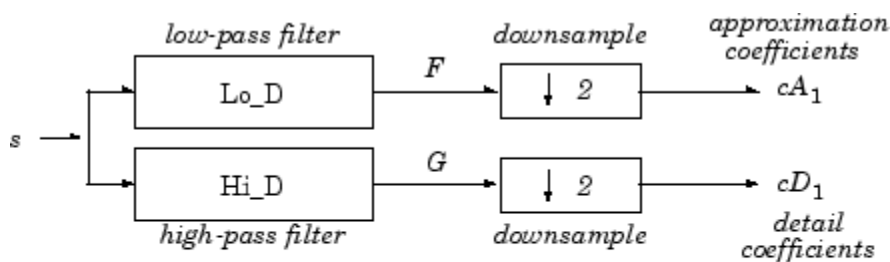 low-pass filter
downsample
approximation
coefficients
F
Lo_D
↓ 2
cA1
s
G
Hi_D
↓ 2
cD1
high-pass filter
downsample
detail
coefficients